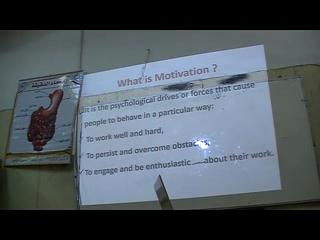 What is Motivation ?
It is the psychological drives or forces that cause
people to behave in a particular way:
To work well and hard,
To persist and overcome obstacles,
To engage and be enthusiastic about their work.